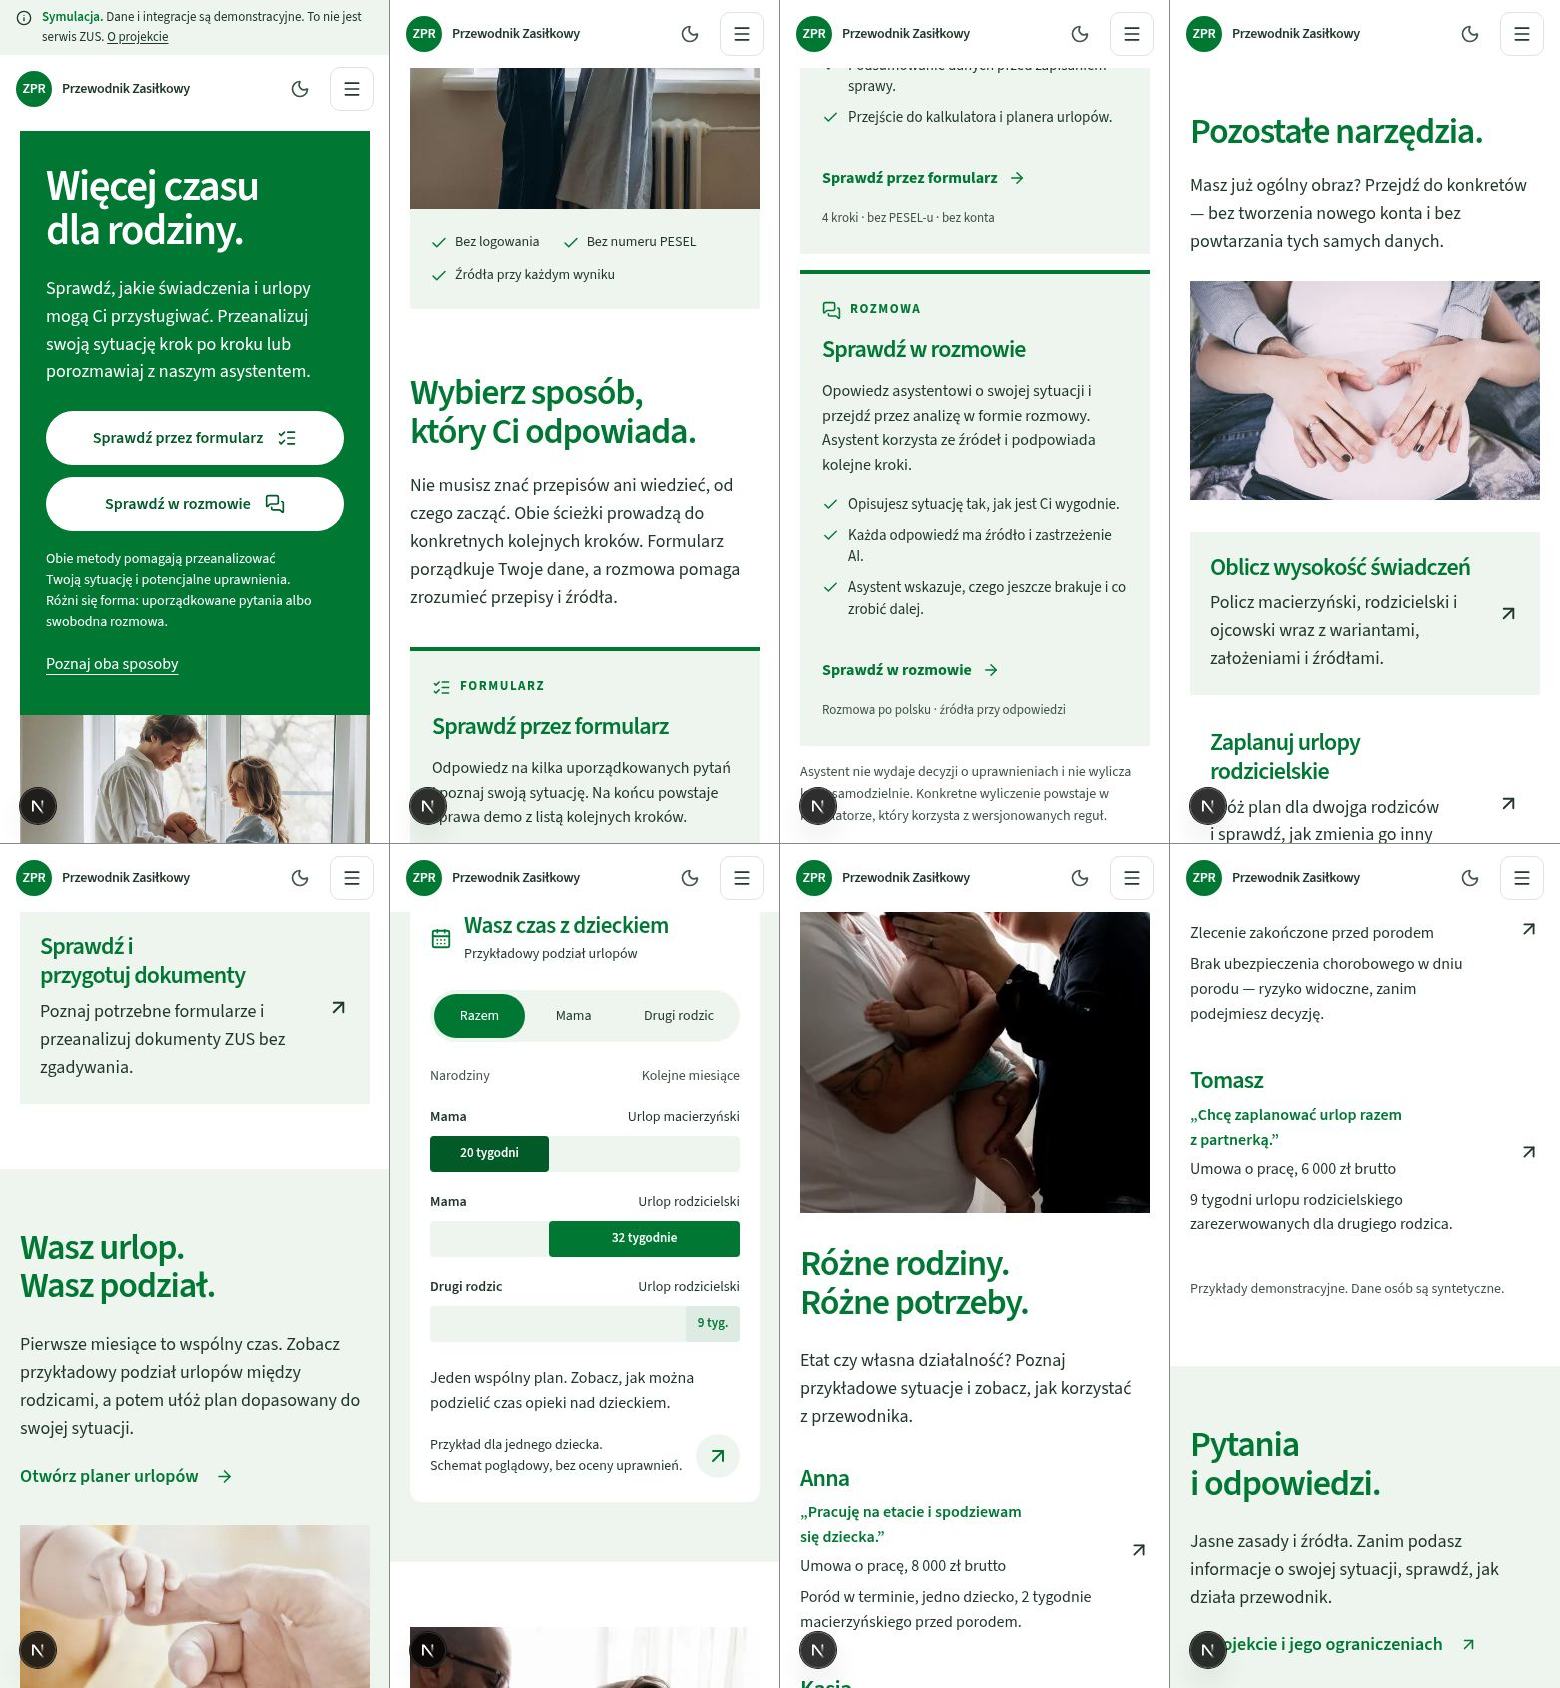 Symulacja. Dane i integracje są demonstracyjne. To nie jest
serwis ZUS. O projekcie
ZPR Przewodnik Zasiłkowy
Więcej czasu
dla rodziny.
Sprawdź, jakie świadczenia i urlopy
mogą Ci przysługiwać. Przeanalizuj
swoją sytuację krok po kroku lub
porozmawiaj z naszym asystentem.
Sprawdź przez formularz
Sprawdź w rozmowie
Obie metody pomagają przeanalizować
Twoją sytuację i potencjalne uprawnienia.
Różni się forma: uporządkowane pytania albo
swobodna rozmowa.
Poznaj oba sposoby
N
ZPR Przewodnik Zasiłkowy
Bez logowania Bez numeru PESEL
Źródła przy każdym wyniku
Wybierz sposób,
który Ci odpowiada.
Nie musisz znać przepisów ani wiedzieć, od
czego zacząć. Obie ścieżki prowadzą do
konkretnych kolejnych kroków. Formularz
porządkuje Twoje dane, a rozmowa pomaga
zrozumieć przepisy i źródła.
FORMULARZ
Sprawdź przez formularz
Odpowiedz na kilka uporządkowanych pytań
poznaj swoją sytuację. Na końcu powstaje
prawa demo z listą kolejnych kroków.
N
ZPR Przewodnik Zasiłkowy
Podsumowanie danych przed zapisaniem
sprawy.
Przejście do kalkulatora i planera urlopów.
Sprawdź przez formularz
4 kroki · bez PESEL-u · bez konta
ROZMOWA
Sprawdź w rozmowie
Opowiedz asystentowi o swojej sytuacji i
przejdź przez analizę w formie rozmowy.
Asystent korzysta ze źródeł i podpowiada
kolejne kroki.
Opisujesz sytuację tak, jak jest Ci wygodnie.
Każda odpowiedź ma źródło i zastrzeżenie
AI.
Asystent wskazuje, czego jeszcze brakuje i co
zrobić dalej.
Sprawdź w rozmowie
Rozmowa po polsku · źródła przy odpowiedzi
Asystent nie wydaje decyzji o uprawnieniach i nie wylicza
samodzielnie. Konkretne wyliczenie powstaje w
latorze, który korzysta z wersjonowanych reguł.
N
ZPR Przewodnik Zasiłkowy
Pozostałe narzędzia.
Masz już ogólny obraz? Przejdź do konkretów
— bez tworzenia nowego konta i bez
powtarzania tych samych danych.
Oblicz wysokość świadczeń
Policz macierzyński, rodzicielski i
ojcowski wraz z wariantami,
założeniami i źródłami.
Zaplanuj urlopy
rodzicielskie
óż plan dla dwojga rodziców
i sprawdź, jak zmienia go inny
N
ZPR Przewodnik Zasiłkowy
Sprawdź i
przygotuj dokumenty
Poznaj potrzebne formularze i
przeanalizuj dokumenty ZUS bez
zgadywania.
Wasz urlop.
Wasz podział.
Pierwsze miesiące to wspólny czas. Zobacz
przykładowy podział urlopów między
rodzicami, a potem ułóż plan dopasowany do
swojej sytuacji.
Otwórz planer urlopów
N
ZPR Przewodnik Zasiłkowy
Wasz czas z dzieckiem
Przykładowy podział urlopów
Razem Mama Drugi rodzic
Narodziny Kolejne miesiące
Mama Urlop macierzyński
20 tygodni
Mama Urlop rodzicielski
32 tygodnie
Drugi rodzic Urlop rodzicielski
9 tyg.
Jeden wspólny plan. Zobacz, jak można
podzielić czas opieki nad dzieckiem.
Przykład dla jednego dziecka.
Schemat poglądowy, bez oceny uprawnień.
N
ZPR Przewodnik Zasiłkowy
Różne rodziny.
Różne potrzeby.
Etat czy własna działalność? Poznaj
przykładowe sytuacje i zobacz, jak korzystać
z przewodnika.
Anna
„Pracuję na etacie i spodziewam
się dziecka.”
Umowa o pracę, 8 000 zł brutto
Poród w terminie, jedno dziecko, 2 tygodnie
macierzyńskiego przed porodem.
Kasia
N
ZPR Przewodnik Zasiłkowy
Zlecenie zakończone przed porodem
Brak ubezpieczenia chorobowego w dniu
porodu — ryzyko widoczne, zanim
podejmiesz decyzję.
Tomasz
„Chcę zaplanować urlop razem
z partnerką.”
Umowa o pracę, 6 000 zł brutto
9 tygodni urlopu rodzicielskiego
zarezerwowanych dla drugiego rodzica.
Przykłady demonstracyjne. Dane osób są syntetyczne.
Pytania
i odpowiedzi.
Jasne zasady i źródła. Zanim podasz
informacje o swojej sytuacji, sprawdź, jak
działa przewodnik.
ojekcie i jego ograniczeniach
N